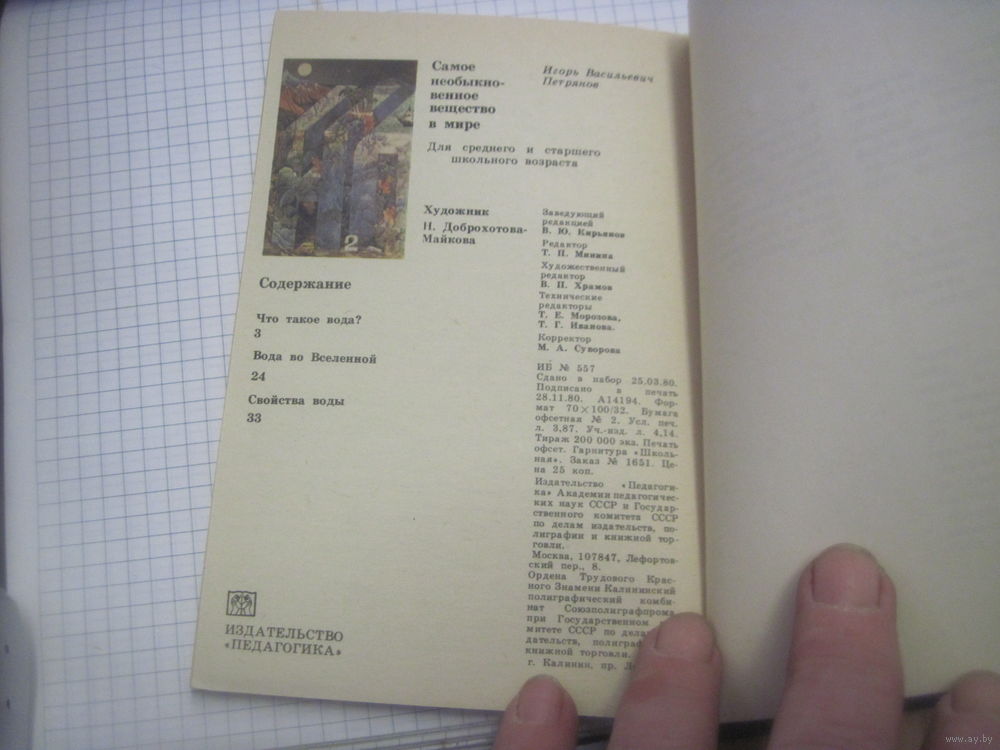 Самое
необыкно-
венное
вещество
в мире
Игорь Васильевич
Петрянов
Для среднего и старшего
школьного возраста
2
Художник
Н. Доброхотова-
Майкова
Содержание
Что такое вода?
3
Вода во Вселенной
24
Свойства воды
33
Заведующий
редакцией
В. Ю. Кирьянов
Редактор
Т. П. Минина
Художественный
редактор
В. П. Храмов
Технические
редакторы
Т. Е. Морозова,
Т. Г. Иванова.
Корректор
М. А. Суворова
ИБ № 557
Сдано в набор 25.03.80.
Подписано в печать
28.11.80. А14194. Фор-
мат 70×100/32. Бумага
офсетная № 2. Усл. печ.
л. 3,87. Уч.-изд. л. 4,14.
Тираж 200 000 экз. Печать
офсет. Гарнитура «Школь-
ная». Заказ № 1651. Це-
на 25 коп.
Издательство «Педагоги-
ка» Академии педагогичес-
ких наук СССР и Государ-
ственного комитета СССР
по делам издательств, по-
лиграфии и книжной тор-
говли.
Москва, 107847, Лефортов-
ский пер., 8.
Ордена Трудового Крас-
ного Знамени Калининский
полиграфический комби-
нат Союзполиграфпрома
при Государственном
митете СССР по дела
дательств, полиграф
книжной торговли.
г. Калинин, пр. Л
ИЗДАТЕЛЬСТВО
«ПЕДАГОГИКА»
www.ay.by